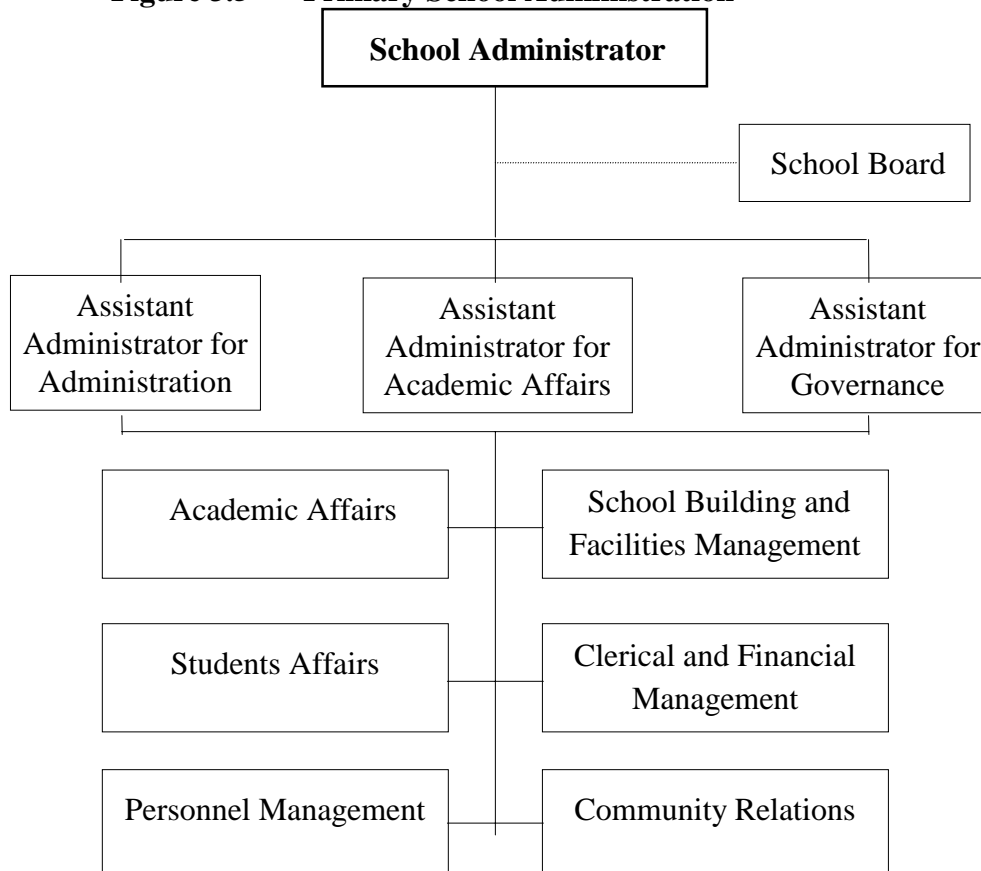 Primary School Administration
School Administrator
School Board
Assistant
Administrator for
Administration
Assistant
Administrator for
Academic Affairs
Assistant
Administrator for
Governance
Academic Affairs
School Building and
Facilities Management
Students Affairs
Clerical and Financial
Management
Personnel Management
Community Relations